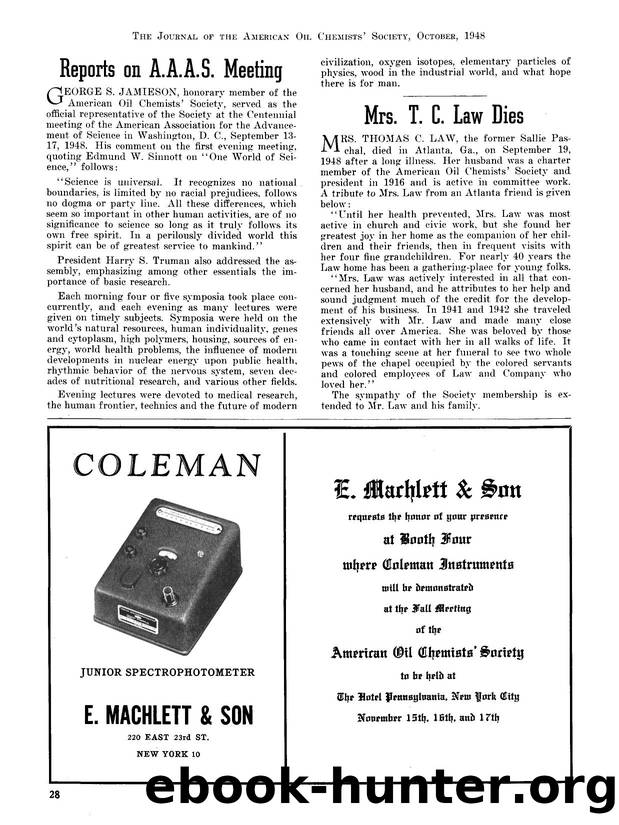 THE JOURNAL OF THE AMERICAN OIL CHEMISTS' SOCIETY, OCTOBER, 1948
Reports on A.A.A.S. Meeting
GEORGE S. JAMIESON, honorary member of the
American Oil Chemists' Society, served as the
official representative of the Society at the Centennial
meeting of the American Association for the Advance-
ment of Science in Washington, D. C., September 13-
17, 1948. His comment on the first evening meeting,
quoting Edmund W. Sinnott on "One World of Sci-
ence," follows:
"Science is universal. It recognizes no national
boundaries, is limited by no racial prejudices, follows
no dogma or party line. All these differences, which
seem so important in other human activities, are of no
significance to science so long as it truly follows its
own free spirit. In a perilously divided world this
spirit can be of greatest service to mankind."
President Harry S. Truman also addressed the as-
sembly, emphasizing among other essentials the im-
portance of basic research.
Each morning four or five symposia took place con-
currently, and each evening as many lectures were
given on timely subjects. Symposia were held on the
world's natural resources, human individuality, genes
and cytoplasm, high polymers, housing, sources of en-
ergy, world health problems, the influence of modern
developments in nuclear energy upon public health,
rhythmic behavior of the nervous system, seven dec-
ades of nutritional research, and various other fields.
Evening lectures were devoted to medical research,
the human frontier, technics and the future of modern
civilization, oxygen isotopes, elementary particles of
physics, wood in the industrial world, and what hope
there is for man.
Mrs. T. C. Law Dies
MRS. THOMAS C. LAW, the former Sallie Pas-
chal, died in Atlanta, Ga., on September 19,
1948 after a long illness. Her husband was a charter
member of the American Oil Chemists' Society and
president in 1916 and is active in committee work.
A tribute to Mrs. Law from an Atlanta friend is given
below:
"Until her health prevented, Mrs. Law was most
active in church and civic work, but she found her
greatest joy in her home as the companion of her chil-
dren and their friends, then in frequent visits with
her four fine grandchildren. For nearly 40 years the
Law home has been a gathering-place for young folks.
"Mrs. Law was actively interested in all that con-
cerned her husband, and he attributes to her help and
sound judgment much of the credit for the develop-
ment of his business. In 1941 and 1942 she traveled
extensively with Mr. Law and made many close
friends all over America. She was beloved by those
who came in contact with her in all walks of life. It
was a touching scene at her funeral to see two whole
pews of the chapel occupied by the colored servants
and colored employees of Law and Company who
loved her."
The sympathy of the Society membership is ex-
tended to Mr. Law and his family.
COLEMAN
JUNIOR SPECTROPHOTOMETER
E. MACHLETT & SON
220 EAST 23rd ST.
NEW YORK 10
E. Machlett & Son
requests the honor of your presence
at Booth Four
where Coleman Instruments
will be demonstrated
at the Fall Meeting
of the
American Oil Chemists' Society
to be held at
The Hotel Pennsylvania, New York City
November 15th, 16th, and 17th
28
ebook-hunter.org